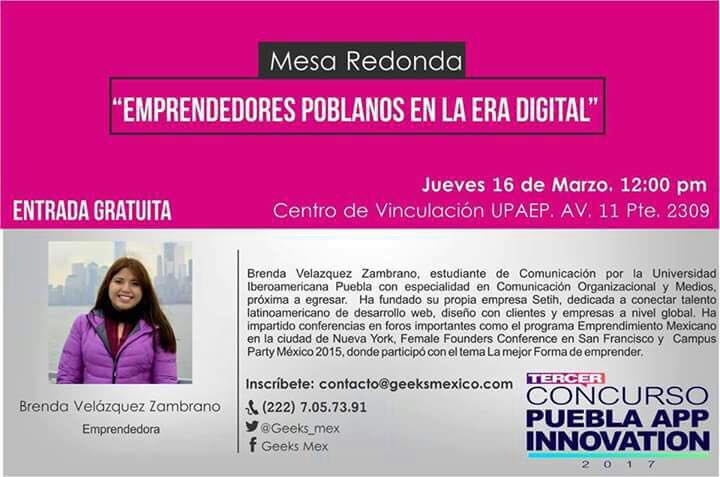 Mesa Redonda
“EMPRENDEDORES POBLANOS EN LA ERA DIGITAL”
Jueves 16 de Marzo. 12:00 pm
ENTRADA GRATUITA
Centro de Vinculación UPAEP. AV. 11 Pte. 2309
Brenda Velazquez Zambrano, estudiante de Comunicación por la Universidad
Iberoamericana Puebla con especialidad en Comunicación Organizacional y Medios,
próxima a egresar. Ha fundado su propia empresa Setih, dedicada a conectar talento
latinoamericano de desarrollo web, diseño con clientes y empresas a nivel global. Ha
impartido conferencias en foros importantes como el programa Emprendimiento Mexicano
en la ciudad de Nueva York, Female Founders Conference en San Francisco y Campus
Party México 2015, donde participó con el tema La mejor Forma de emprender.
Brenda Velázquez Zambrano
Emprendedora
Inscríbete: contacto@geeksmexico.com
(222) 7.05.73.91
@Geeks_mex
Geeks Mex
TERCER
CONCURSO
PUEBLA APP
INNOVATION
2017